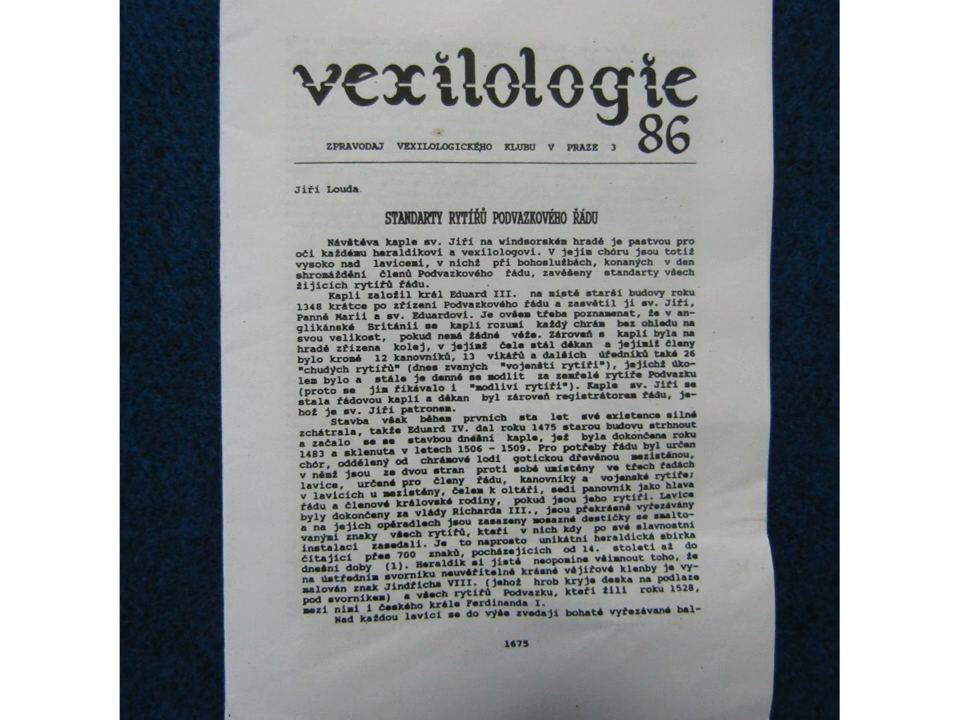 vexilologie
86
ZPRAVODAJ VEXILOLOGICKÉHO KLUBU V PRAZE 3
Jiří Louda
STANDARTY RYTÍŘŮ PODVAZKOVÉHO ŘÁDU
Návštěva kaple sv. Jiří na windsorském hradě je pastvou pro
oči každému heraldikovi a vexilologovi. V jejím chóru jsou totiž
vysoko nad lavicemi, v nichž při bohoslužbách, konaných v den
shromáždění členů Podvazkového řádu, zavěšeny standarty všech
žijících rytířů řádu.
Kapli založil král Eduard III. na místě starší budovy roku
1348 krátce po zřízení Podvazkového řádu a zasvětil ji sv. Jiří,
Panně Marii a sv. Eduardovi. Je ovšem třeba poznamenat, že v an-
glikánské Británii se kaplí rozumí každý chrám bez ohledu na
svou velikost, pokud nemá žádné věže. Zároveň s kaplí byla na
hradě zřízena kolej, v jejímž čele stál děkan a jejímiž členy
bylo kromě 12 kanovníků, 13 vikářů a dalších úředníků také 26
"chudých rytířů" (dnes zvaných "vojenští rytíři"), jejichž úko-
lem bylo a stále je denně se modlit za zemřelé rytíře Podvazku
(proto se jim říkávalo i "modliví rytíři"). Kaple sv. Jiří se
stala řádovou kaplí a děkan byl zároveň registrátorem řádu, je-
hož je sv. Jiří patronem.
Stavba však během prvních sta let své existence silně
zchátrala, takže Eduard IV. dal roku 1475 starou budovu strhnout
a začalo se se stavbou dnešní kaple, jež byla dokončena roku
1483 a sklenuta v letech 1506 - 1509. Pro potřeby řádu byl určen
chór, oddělený od chrámové lodi gotickou dřevěnou mezistěnou,
v němž jsou ze dvou stran proti sobě umístěny ve třech řadách
lavice, určené pro členy řádu, kanovníky a vojenské rytíře;
v lavicích u mezistěny, čelem k oltáři, sedí panovník jako hlava
řádu a členové královské rodiny, pokud jsou jeho rytíři. Lavice
byly dokončeny za vlády Richarda III., jsou překrásně vyřezávány
a na jejich opěradlech jsou zasazeny mosazné destičky se smalto-
vanými znaky všech rytířů, kteří v nich kdy po své slavnostní
instalaci zasedali. Je to naprosto unikátní heraldická sbírka
čítající přes 700 znaků, pocházejících od 14. století až do
dnešní doby (1). Heraldik si jistě neopomine všimnout toho, že
na ústředním svorníku neuvěřitelně krásné vějířové klenby je vy-
malován znak Jindřicha VIII. (jehož hrob kryje deska na podlaze
pod svorníkem) a všech rytířů Podvazku, kteří žili roku 1528,
mezi nimi i českého krále Ferdinanda I.
Nad každou lavicí se do výše zvedají bohatě vyřezávané bal-
1675